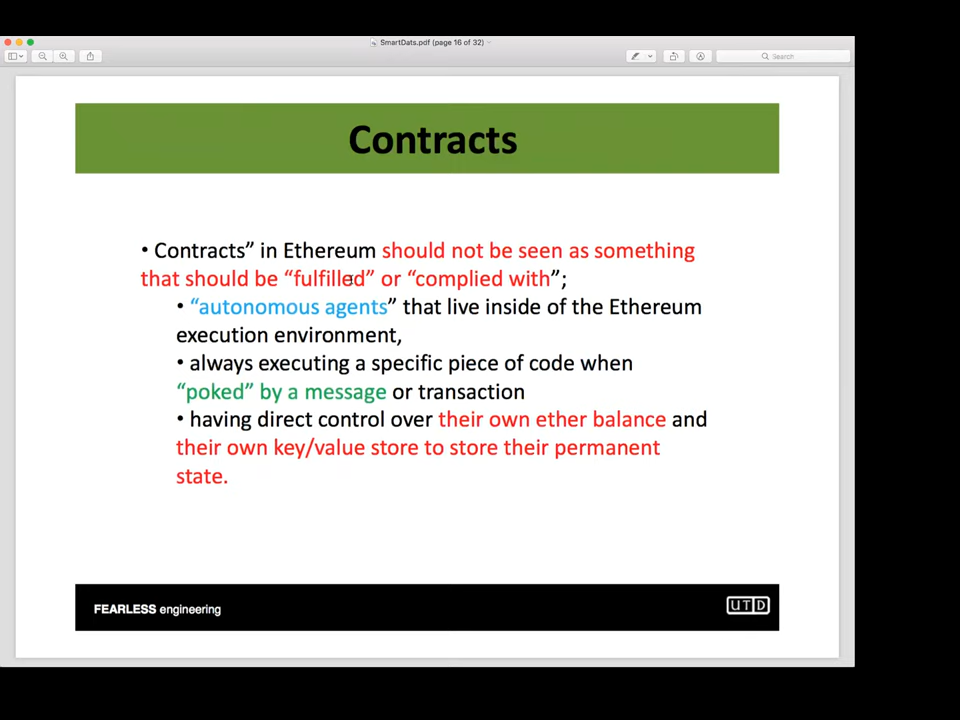 SmartDats.pdf (page 16 of 32)
Search
Contracts
• Contracts” in Ethereum should not be seen as something
that should be “fulfilled” or “complied with”;
• “autonomous agents” that live inside of the Ethereum
execution environment,
• always executing a specific piece of code when
“poked” by a message or transaction
• having direct control over their own ether balance and
their own key/value store to store their permanent
state.
FEARLESS engineering
UTD